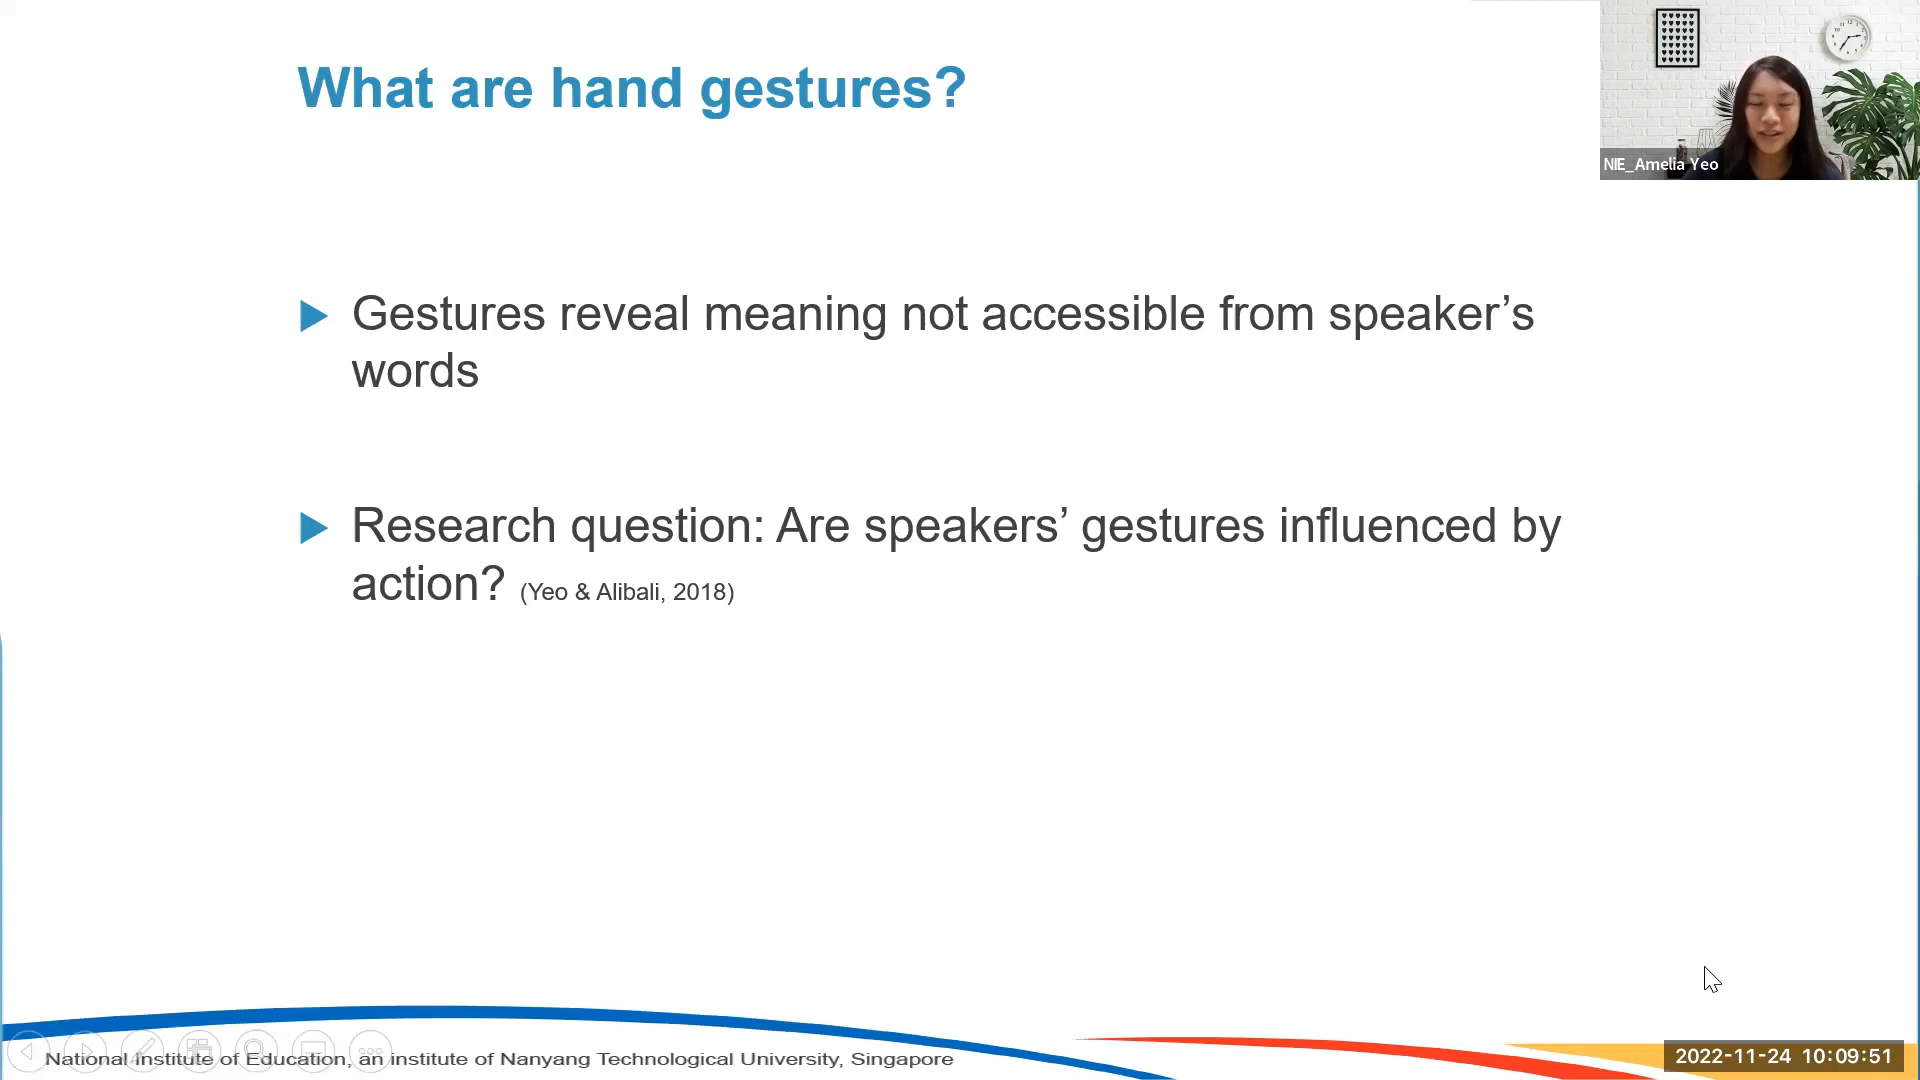 What are hand gestures?
NIE_Amelia Yeo
Gestures reveal meaning not accessible from speaker’s
words
Research question: Are speakers’ gestures influenced by
action? (Yeo & Alibali, 2018)
National Institute of Education, an institute of Nanyang Technological University, Singapore
2022-11-24 10:09:51